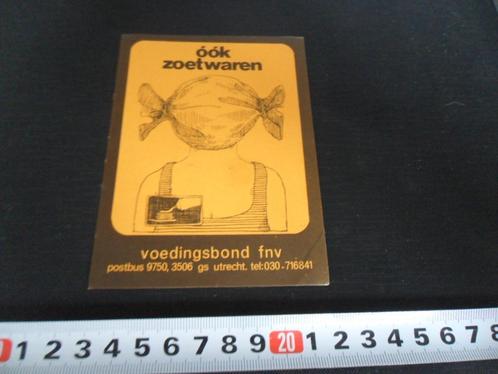 óók
zoetwaren
voedingsbond fnv
postbus 9750, 3506 gs utrecht. tel:030-716841
1 2 3 4 5 6 7 8 9 20 1 2 3 4 5 6 7 8